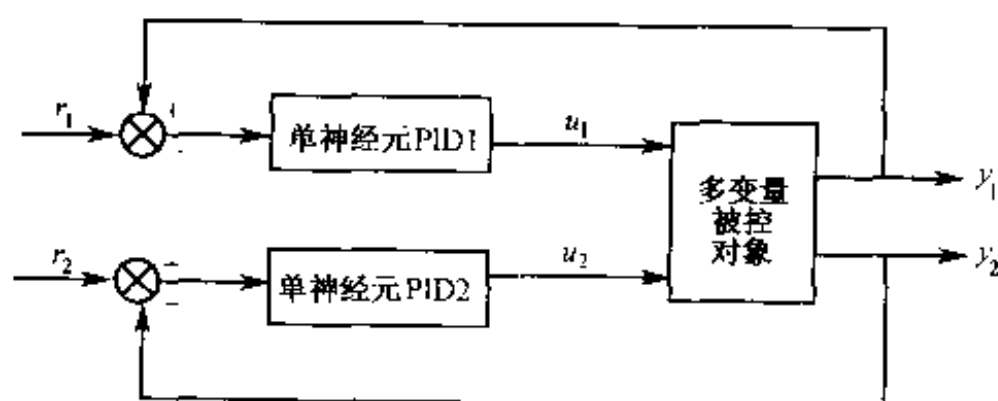 r₁
+
-
单神经元PID1
u₁
多变量
被控
对象
y₁
r₂
+
-
单神经元PID2
u₂
y₂